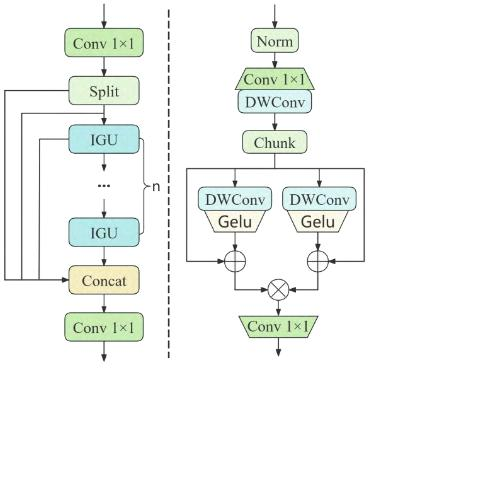 Conv 1×1
Split
IGU
...
n
IGU
Concat
Conv 1×1
Norm
Conv 1×1
DWConv
Chunk
DWConv DWConv
Gelu Gelu
Conv 1×1